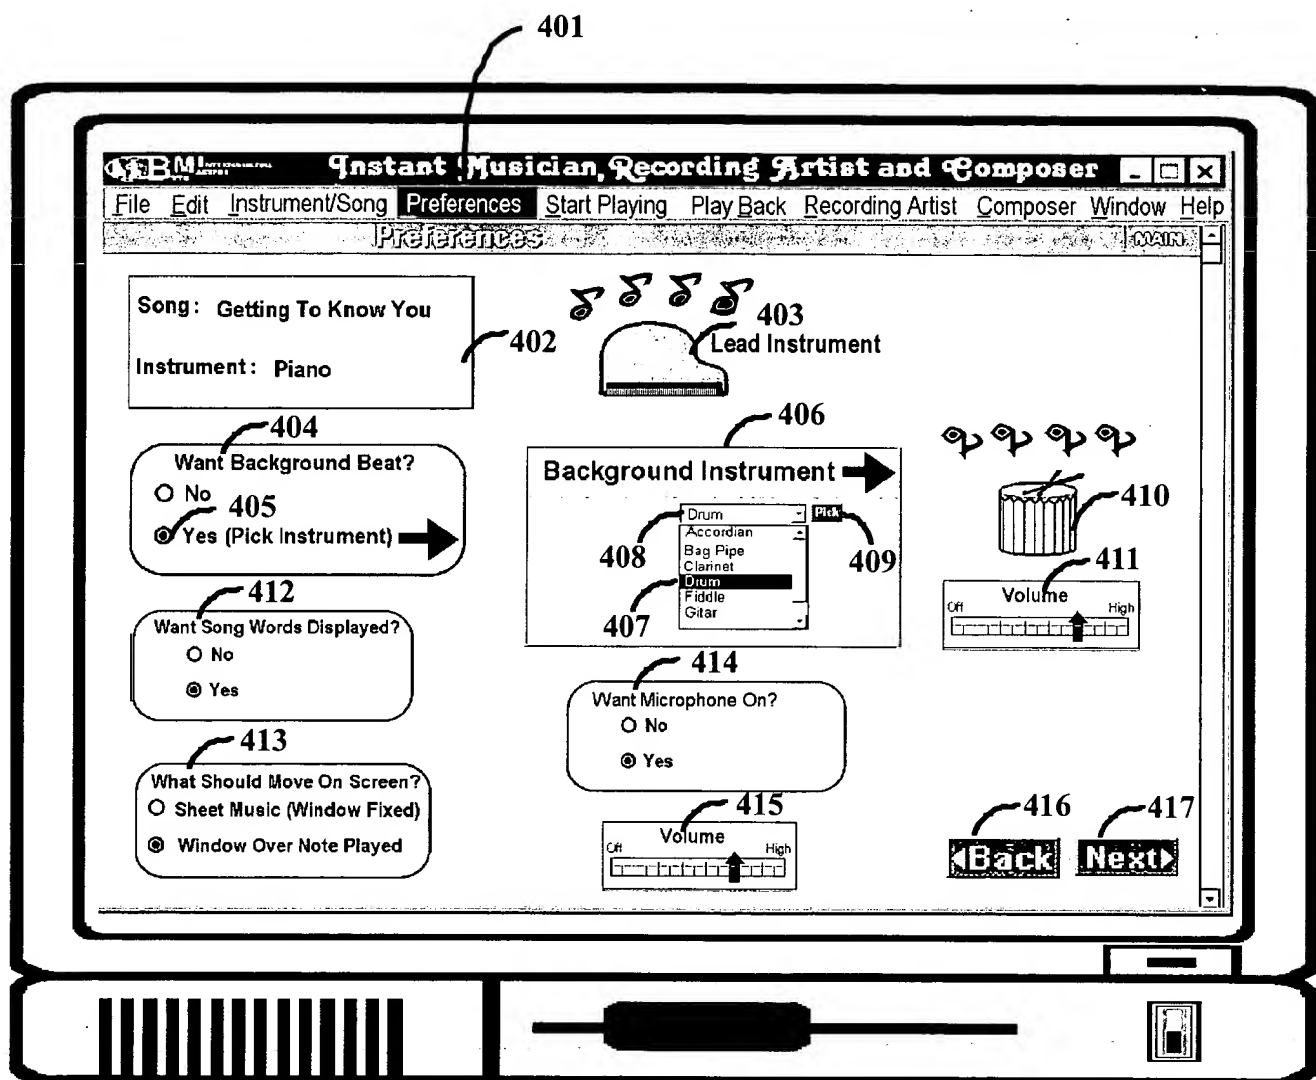 401
Instant Musician, Recording Artist and Composer
File Edit Instrument/Song Preferences Start Playing Play Back Recording Artist Composer Window Help
Preferences
MAIN
Song: Getting To Know You
Instrument: Piano
402
403
Lead Instrument
404
Want Background Beat?
No
405
Yes (Pick Instrument)
406
Background Instrument
408
Drum
Pick
409
Accordian
Bag Pipe
Clarinet
Drum
Fiddle
Gitar
407
410
411
Volume
Off High
412
Want Song Words Displayed?
No
Yes
414
Want Microphone On?
No
Yes
413
What Should Move On Screen?
Sheet Music (Window Fixed)
Window Over Note Played
415
Volume
Off High
416
Back
417
Next